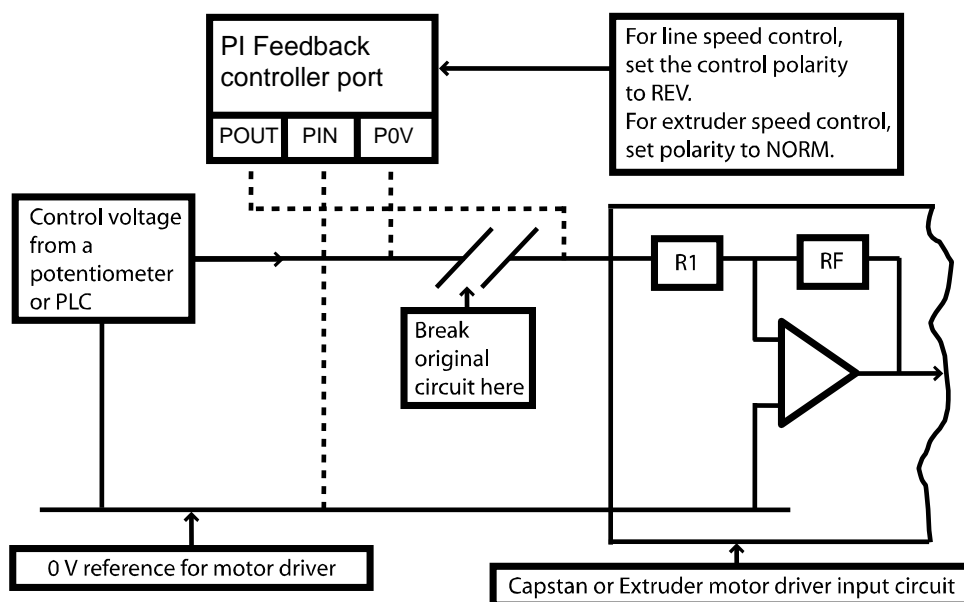 PI Feedback
controller port
POUT
PIN
P0V
For line speed control,
set the control polarity
to REV.
For extruder speed control,
set polarity to NORM.
Control voltage
from a
potentiometer
or PLC
R1
RF
Break
original
circuit here
0 V reference for motor driver
Capstan or Extruder motor driver input circuit